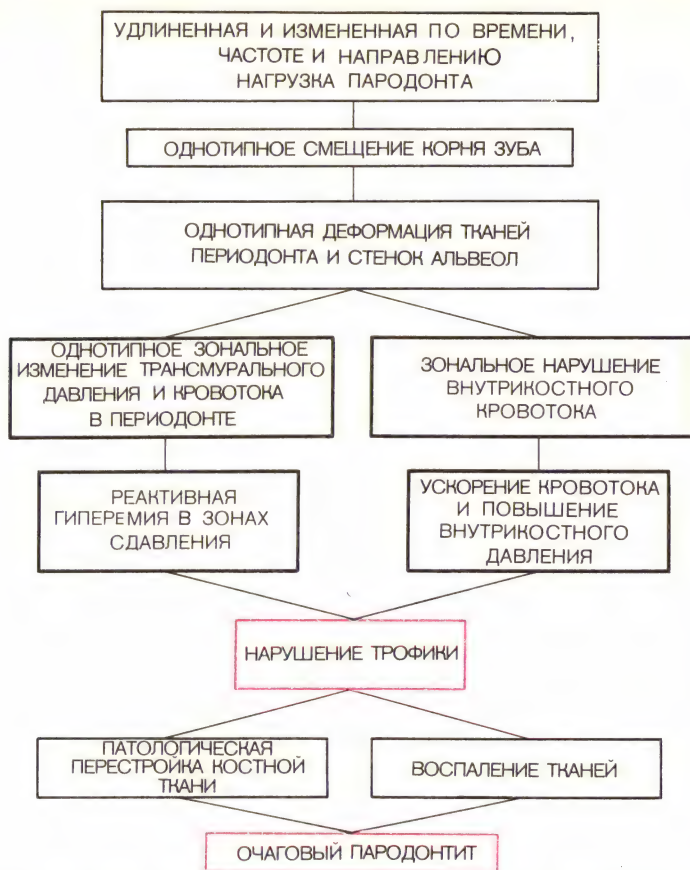 УДЛИНЕННАЯ И ИЗМЕНЕННАЯ ПО ВРЕМЕНИ,
ЧАСТОТЕ И НАПРАВЛЕНИЮ
НАГРУЗКА ПАРОДОНТА
ОДНОТИПНОЕ СМЕЩЕНИЕ КОРНЯ ЗУБА
ОДНОТИПНАЯ ДЕФОРМАЦИЯ ТКАНЕЙ
ПЕРИОДОНТА И СТЕНОК АЛЬВЕОЛ
ОДНОТИПНОЕ ЗОНАЛЬНОЕ
ИЗМЕНЕНИЕ ТРАНСМУРАЛЬНОГО
ДАВЛЕНИЯ И КРОВОТОКА
В ПЕРИОДОНТЕ
ЗОНАЛЬНОЕ НАРУШЕНИЕ
ВНУТРИКОСТНОГО
КРОВОТОКА
РЕАКТИВНАЯ
ГИПЕРЕМИЯ В ЗОНАХ
СДАВЛЕНИЯ
УСКОРЕНИЕ КРОВОТОКА
И ПОВЫШЕНИЕ
ВНУТРИКОСТНОГО
ДАВЛЕНИЯ
НАРУШЕНИЕ ТРОФИКИ
ПАТОЛОГИЧЕСКАЯ
ПЕРЕСТРОЙКА КОСТНОЙ
ТКАНИ
ВОСПАЛЕНИЕ ТКАНЕЙ
ОЧАГОВЫЙ ПАРОДОНТИТ